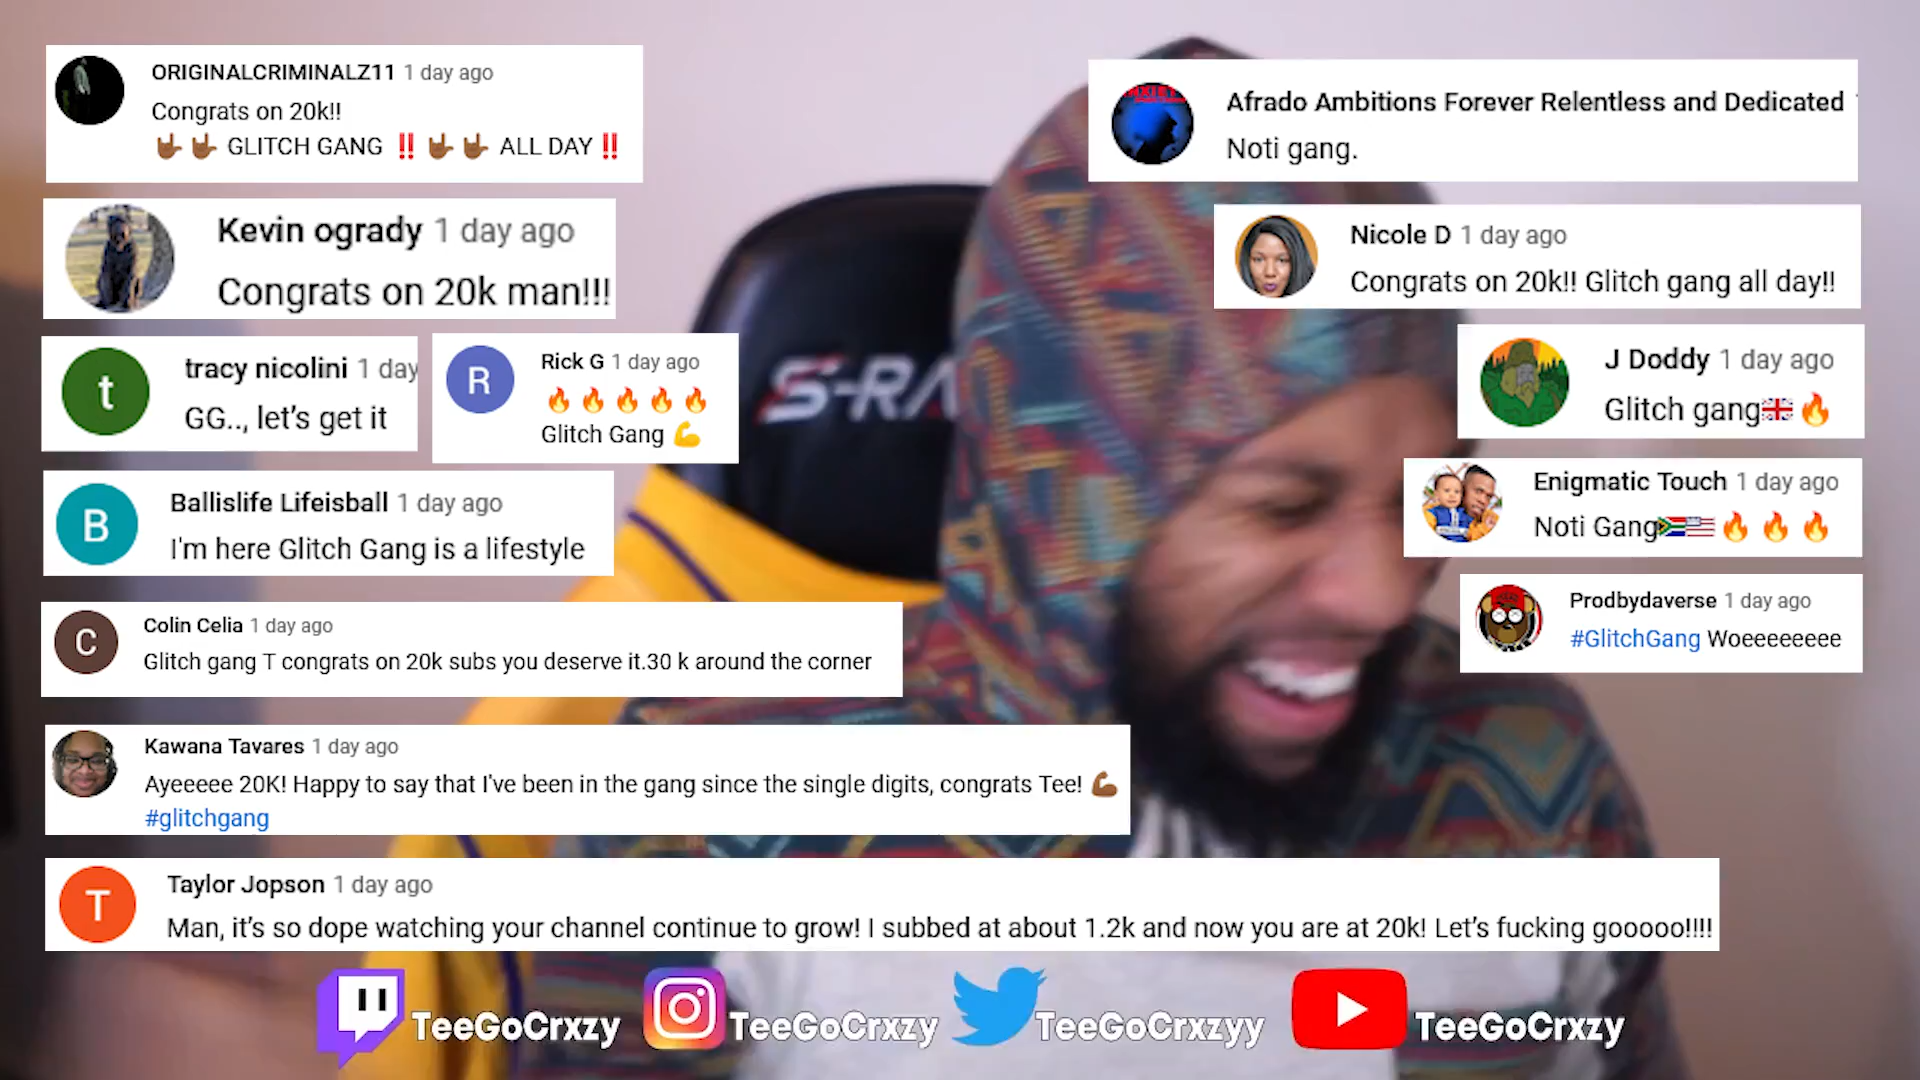 ORIGINALCRIMINALZ11 1 day ago
Congrats on 20k!!
🤟🏾🤟🏾 GLITCH GANG ‼️🤟🏾🤟🏾 ALL DAY ‼️
Kevin ogrady 1 day ago
Congrats on 20k man!!!
t
tracy nicolini 1 day
GG.., let’s get it
R
Rick G 1 day ago
🔥🔥🔥🔥🔥
Glitch Gang 💪
B
Ballislife Lifeisball 1 day ago
I'm here Glitch Gang is a lifestyle
C
Colin Celia 1 day ago
Glitch gang T congrats on 20k subs you deserve it.30 k around the corner
Kawana Tavares 1 day ago
Ayeeeee 20K! Happy to say that I've been in the gang since the single digits, congrats Tee! 💪🏾
#glitchgang
T
Taylor Jopson 1 day ago
Man, it’s so dope watching your channel continue to grow! I subbed at about 1.2k and now you are at 20k! Let’s fucking gooooo!!!!
Afrado Ambitions Forever Relentless and Dedicated
Noti gang.
Nicole D 1 day ago
Congrats on 20k!! Glitch gang all day!!
J Doddy 1 day ago
Glitch gang🇬🇧🔥
Enigmatic Touch 1 day ago
Noti Gang🇿🇦🇺🇸🔥🔥🔥
Prodbydaverse 1 day ago
#GlitchGang Woeeeeeeee
S-RA
TeeGoCrxzy
TeeGoCrxzy
TeeGoCrxzyy
TeeGoCrxzy